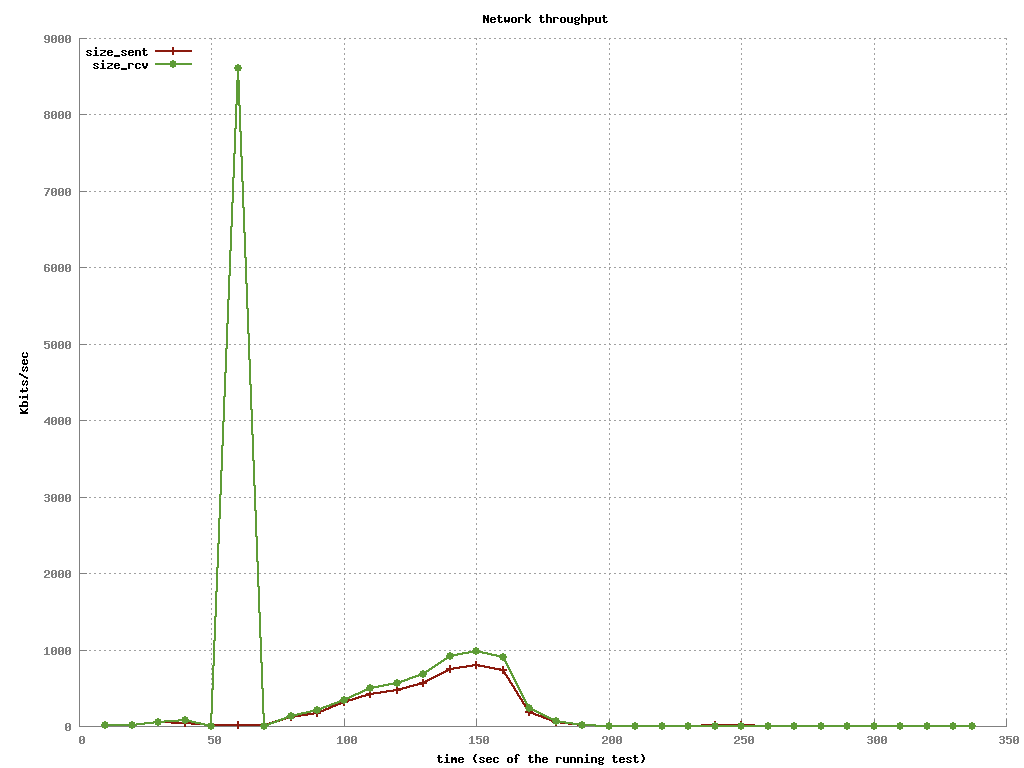 Network throughput
size_sent
size_rcv
9000
8000
7000
6000
5000
4000
3000
2000
1000
0
Kbits/sec
0 50 100 150 200 250 300 350
time (sec of the running test)